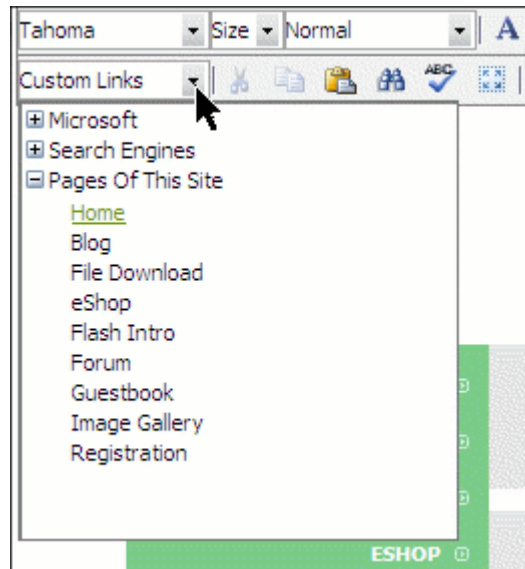 Tahoma Size Normal A
Custom Links ABC
Microsoft
Search Engines
Pages Of This Site
Home
Blog
File Download
eShop
Flash Intro
Forum
Guestbook
Image Gallery
Registration
ESHOP